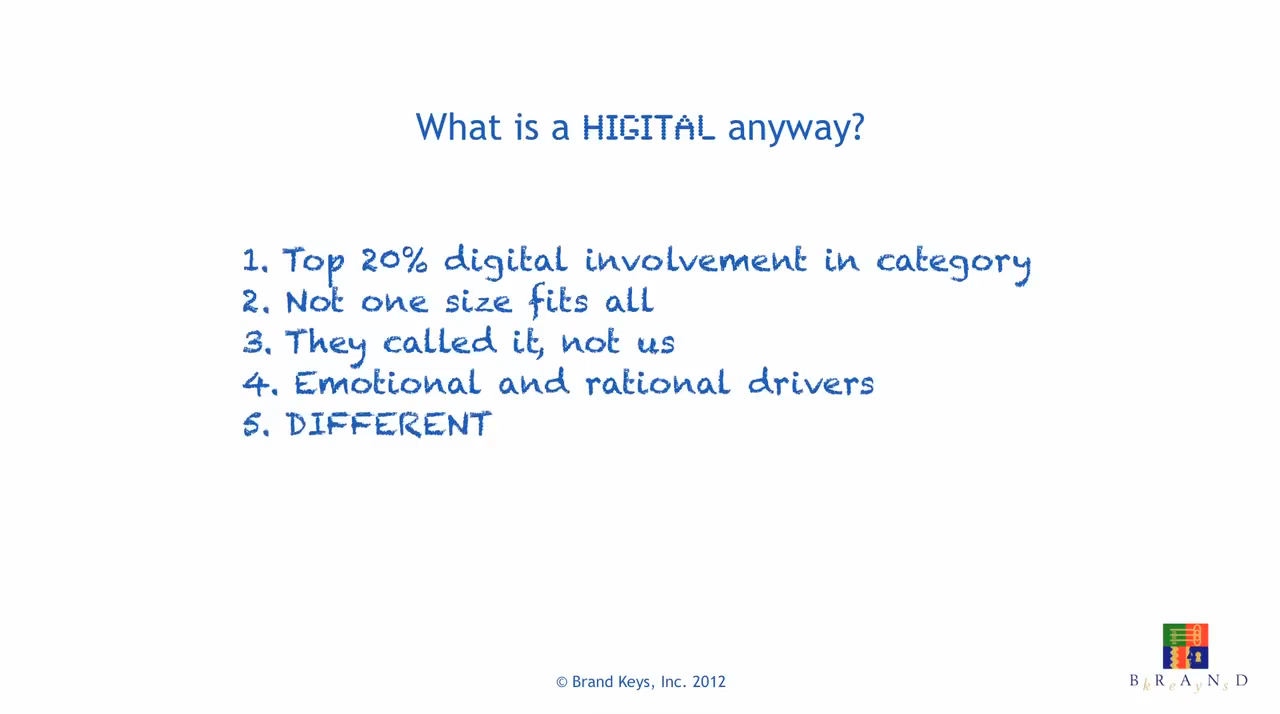 What is a HIGITAL anyway?
1. Top 20% digital involvement in category
2. Not one size fits all
3. They called it, not us
4. Emotional and rational drivers
5. DIFFERENT
© Brand Keys, Inc. 2012
BRAND
keys